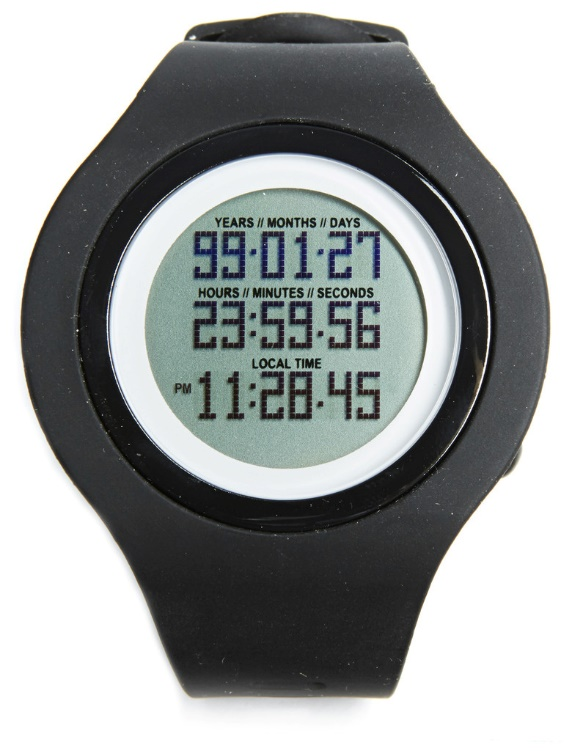 YEARS // MONTHS // DAYS
99·01·27
HOURS // MINUTES // SECONDS
23:59·56
LOCAL TIME
PM 11:28·45